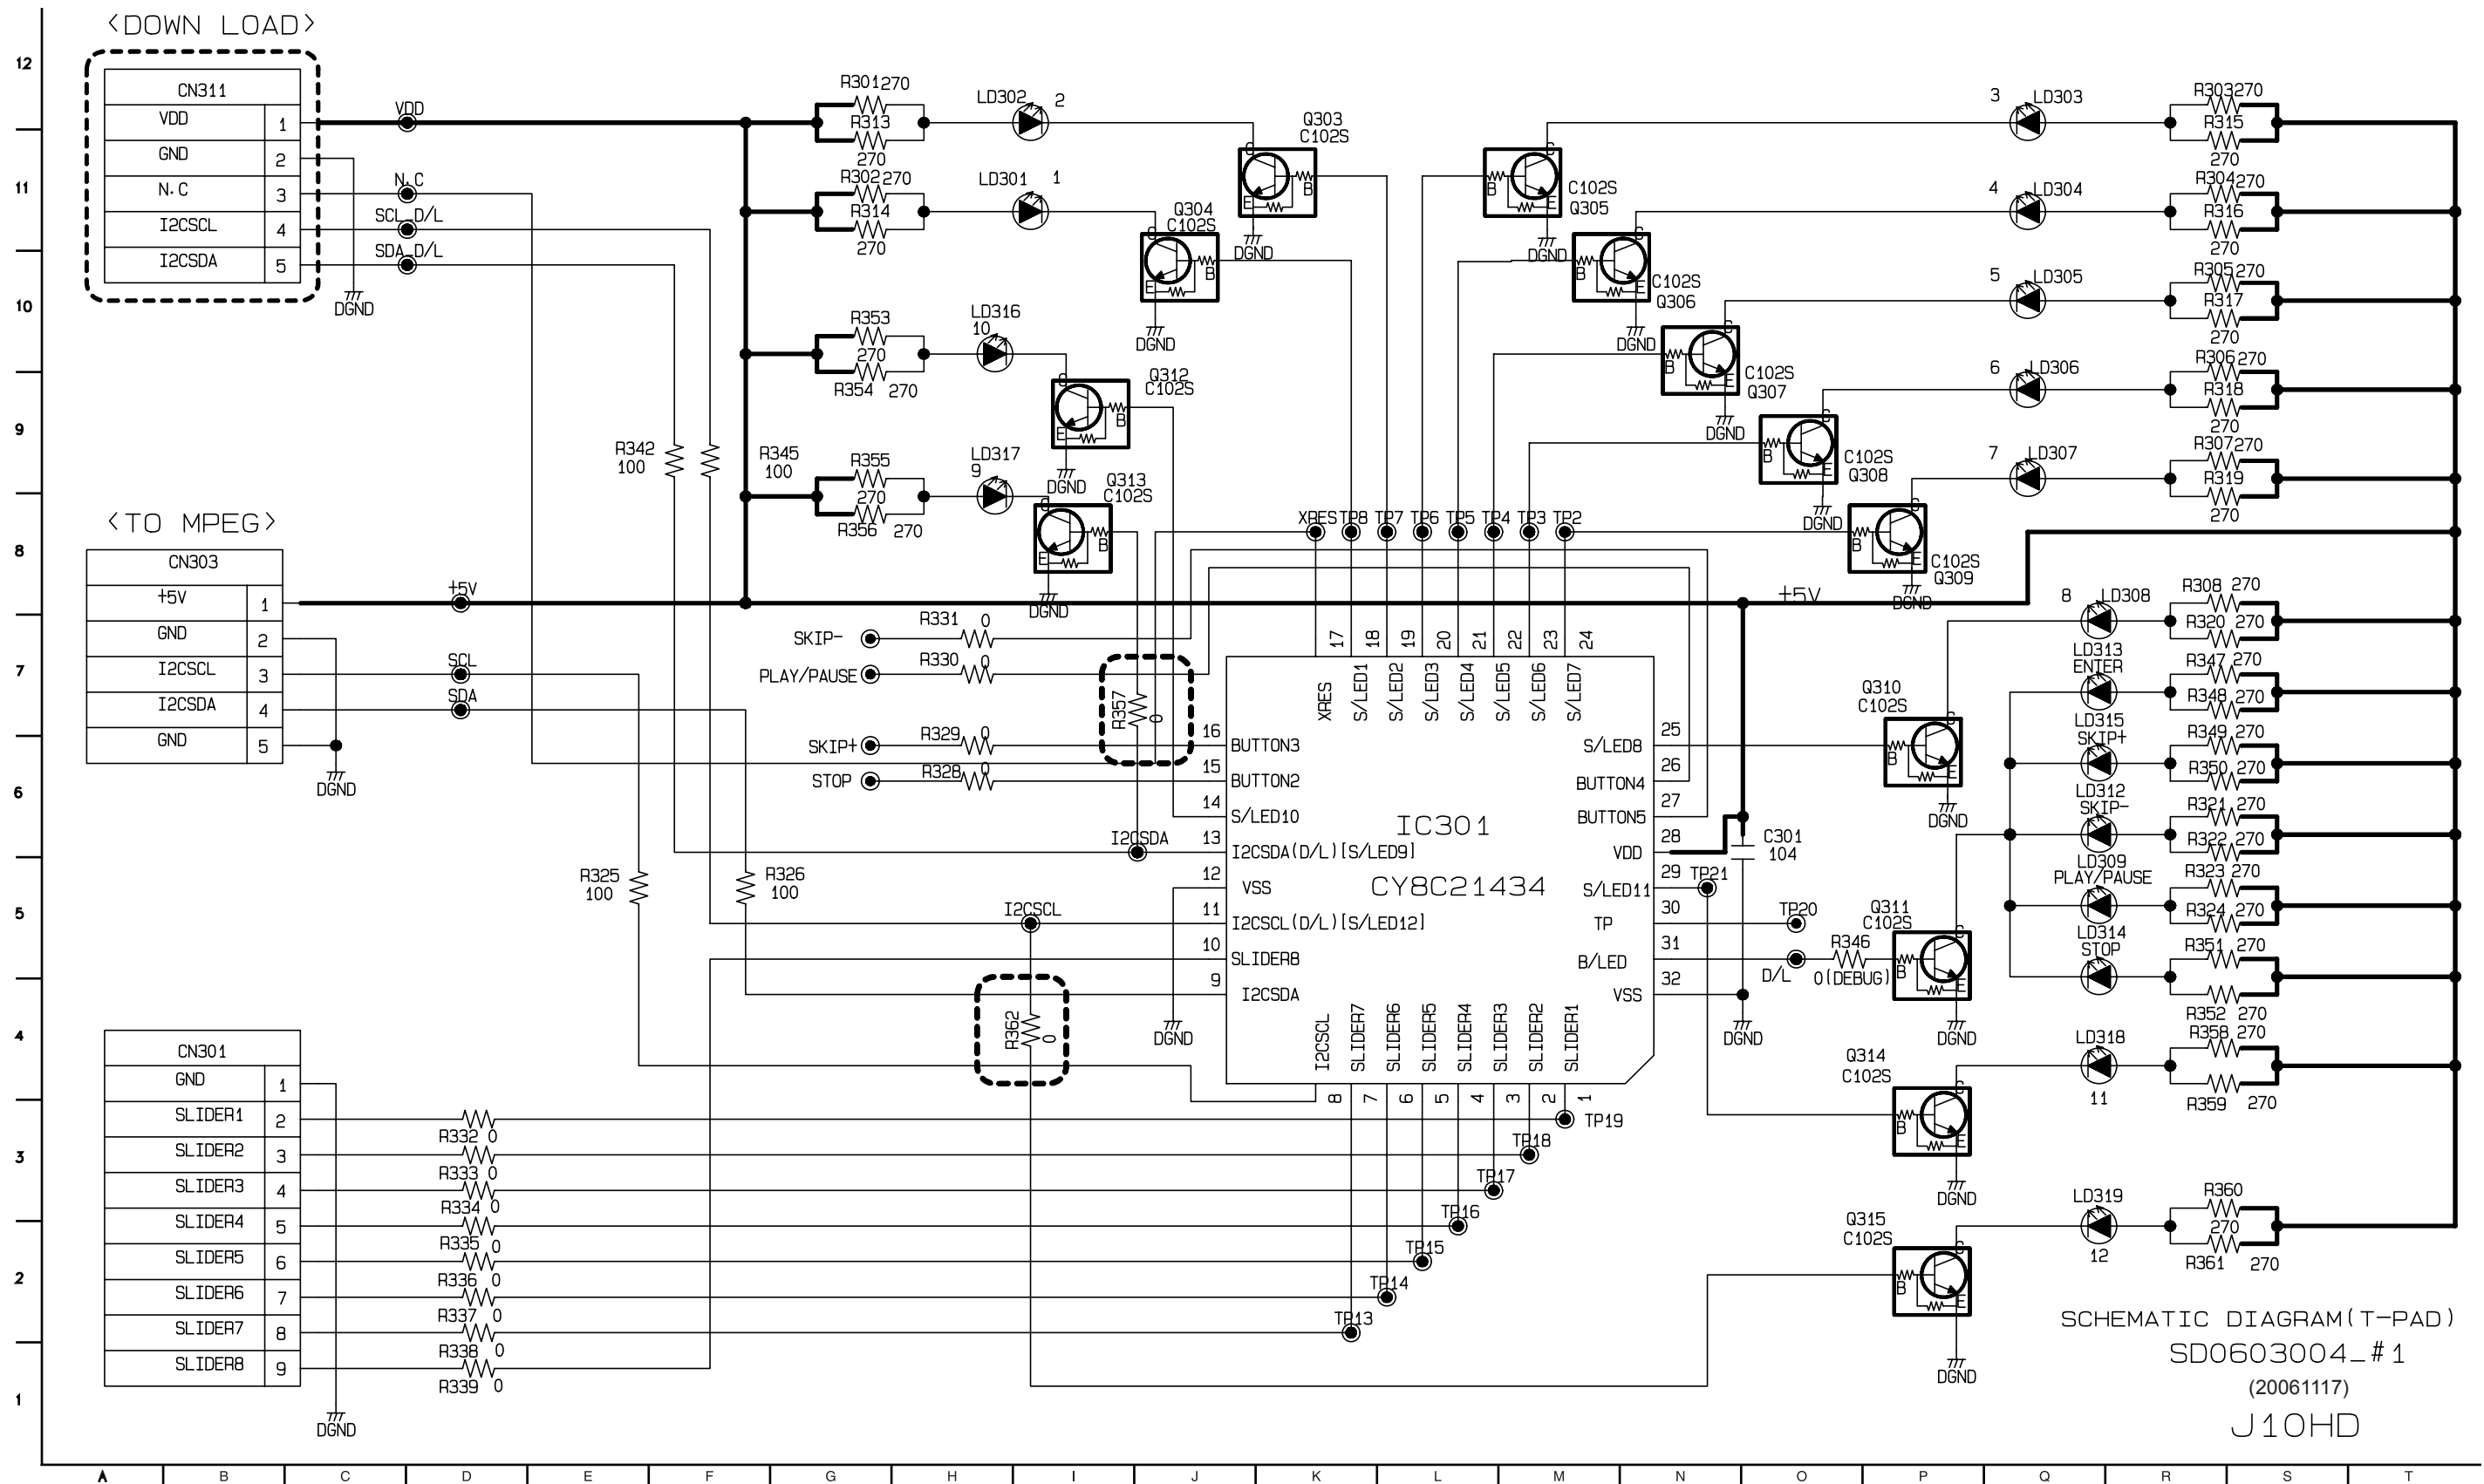 <DOWN LOAD>
CN311
VDD 1
GND 2
N.C 3
I2CSCL 4
I2CSDA 5
VDD
N.C
SCL_D/L
SDA_D/L
DGND
<TO MPEG>
CN303
+5V 1
GND 2
I2CSCL 3
I2CSDA 4
GND 5
+5V
SCL
SDA
DGND
CN301
GND 1
SLIDER1 2
SLIDER2 3
SLIDER3 4
SLIDER4 5
SLIDER5 6
SLIDER6 7
SLIDER7 8
SLIDER8 9
DGND
R332 0
R333 0
R334 0
R335 0
R336 0
R337 0
R338 0
R339 0
R342
100
R345
100
R325
100
R326
100
R301 270
R313
270
LD302 2
R302 270
R314
270
LD301 1
R353
270
R354 270
LD316
10
R355
270
R356 270
LD317
9
Q303
C102S
B
E
C
DGND
Q304
C102S
B
E
C
DGND
Q312
C102S
B
E
C
DGND
Q313
C102S
B
E
C
DGND
SKIP-
R331 0
PLAY/PAUSE
R330 0
SKIP+
R329 0
STOP
R328 0
R357
0
R362
0
I2CSDA
I2CSCL
DGND
XRES TP8 TP7 TP6 TP5 TP4 TP3 TP2
17 18 19 20 21 22 23 24
XRES
S/LED1
S/LED2
S/LED3
S/LED4
S/LED5
S/LED6
S/LED7
16 BUTTON3
15 BUTTON2
14 S/LED10
13 I2CSDA(D/L)[S/LED9]
12 VSS
11 I2CSCL(D/L)[S/LED12]
10 SLIDER8
9 I2CSDA
IC301
CY8C21434
S/LED8 25
BUTTON4 26
BUTTON5 27
VDD 28
S/LED11 29
TP 30
B/LED 31
VSS 32
I2CSCL
SLIDER7
SLIDER6
SLIDER5
SLIDER4
SLIDER3
SLIDER2
SLIDER1
8 7 6 5 4 3 2 1
TP19
TP18
TP17
TP16
TP15
TP14
TP13
C301
104
TP21
TP20
D/L
R346
0(DEBUG)
DGND
+5V
C102S
Q305
B
E
C
DGND
C102S
Q306
B
E
C
DGND
C102S
Q307
B
E
C
DGND
C102S
Q308
B
E
C
DGND
C102S
Q309
B
E
C
DGND
Q310
C102S
B
E
C
DGND
Q311
C102S
B
E
C
DGND
Q314
C102S
B
E
C
DGND
Q315
C102S
B
E
C
DGND
3 LD303
R303 270
R315
270
4 LD304
R304 270
R316
270
5 LD305
R305 270
R317
270
6 LD306
R306 270
R318
270
7 LD307
R307 270
R319
270
8 LD308
R308 270
R320 270
LD313
ENTER
R347 270
R348 270
LD315
SKIP+
R349 270
R350 270
LD312
SKIP-
R321 270
R322 270
LD309
PLAY/PAUSE
R323 270
R324 270
LD314
STOP
R351 270
R352 270
LD318
11
R358 270
R359 270
LD319
12
R360
270
R361 270
SCHEMATIC DIAGRAM(T-PAD)
SD0603004_#1
(20061117)
J10HD
12
11
10
9
8
7
6
5
4
3
2
1
A B C D E F G H I J K L M N O P Q R S T